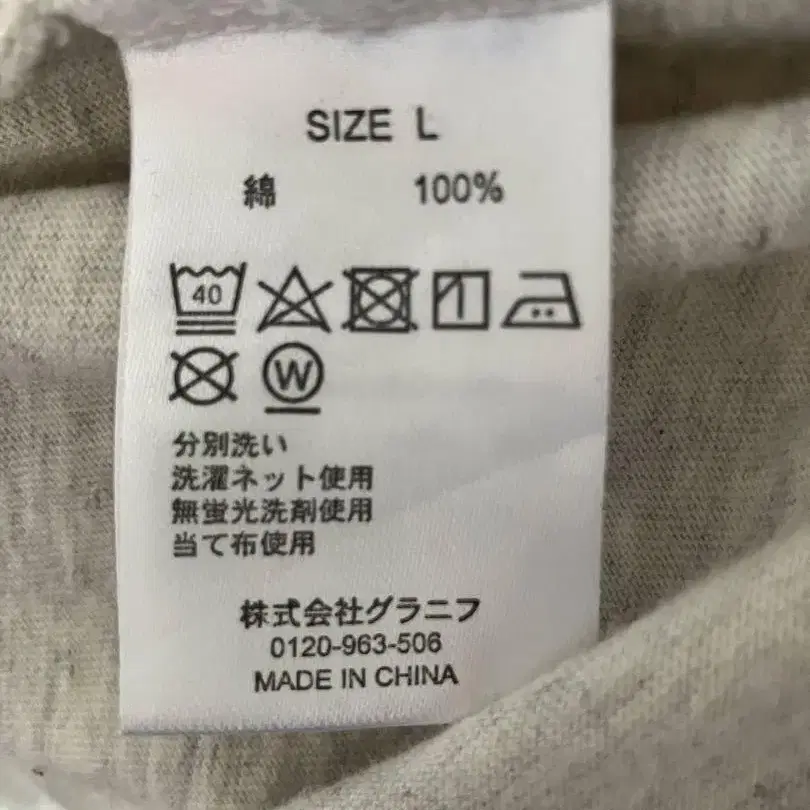 SIZE L
綿 100%
40
W
分別洗い
洗濯ネット使用
無蛍光洗剤使用
当て布使用
株式会社グラニフ
0120-963-506
MADE IN CHINA